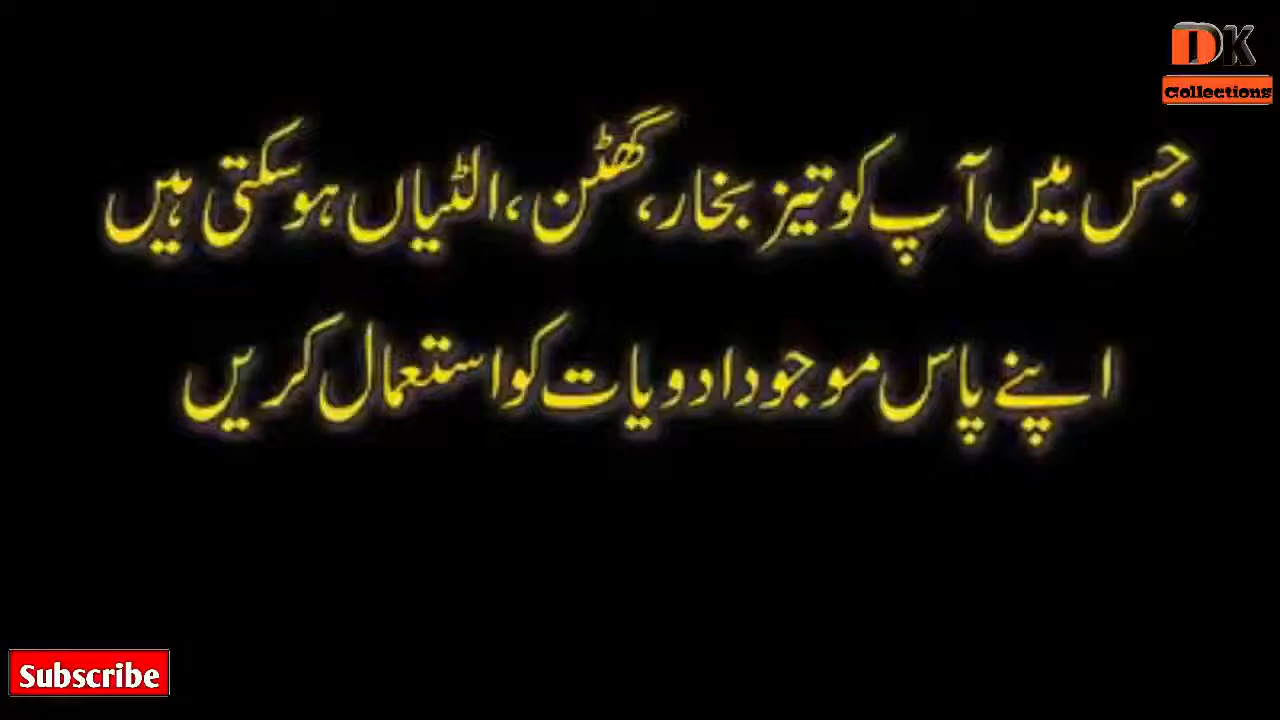 DK
Collections
جس میں آپ کو تیز بخار، گھٹن، الٹیاں ہو سکتی ہیں
اپنے پاس موجود ادویات کو استعمال کریں
Subscribe